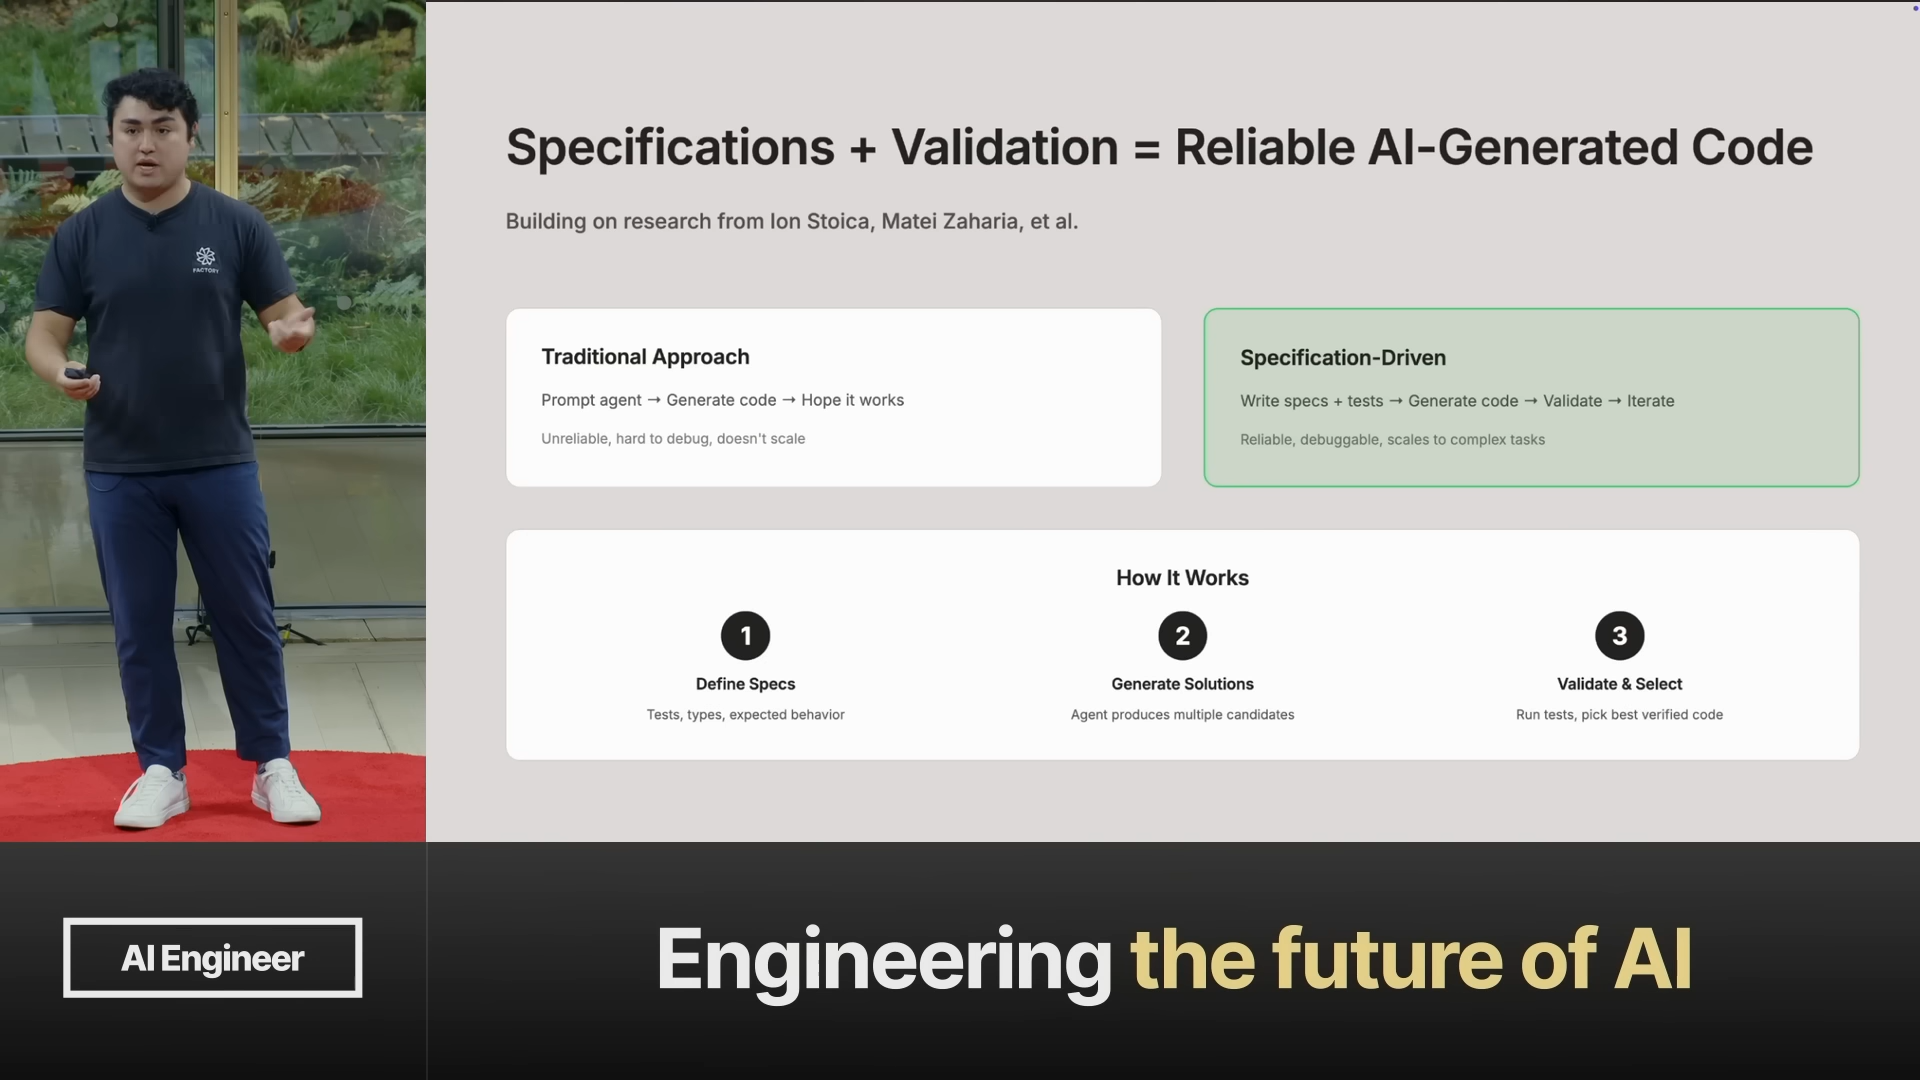 Specifications + Validation = Reliable AI-Generated Code
Building on research from Ion Stoica, Matei Zaharia, et al.
Traditional Approach
Prompt agent → Generate code → Hope it works
Unreliable, hard to debug, doesn't scale
Specification-Driven
Write specs + tests → Generate code → Validate → Iterate
Reliable, debuggable, scales to complex tasks
How It Works
1
Define Specs
Tests, types, expected behavior
2
Generate Solutions
Agent produces multiple candidates
3
Validate & Select
Run tests, pick best verified code
FACTORY
AI Engineer
Engineering the future of AI